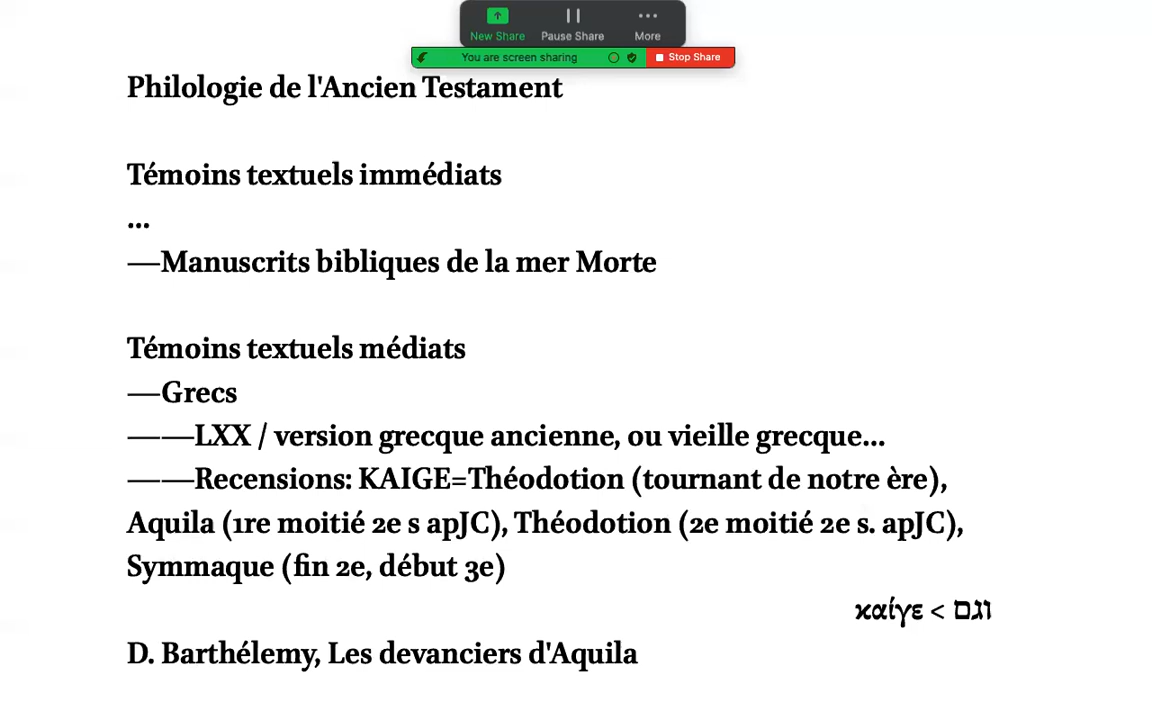 New Share Pause Share More
You are screen sharing Stop Share
Philologie de l'Ancien Testament
Témoins textuels immédiats
...
—Manuscrits bibliques de la mer Morte
Témoins textuels médiats
—Grecs
——LXX / version grecque ancienne, ou vieille grecque...
——Recensions: KAIGE=Théodotion (tournant de notre ère),
Aquila (1re moitié 2e s apJC), Théodotion (2e moitié 2e s. apJC),
Symmaque (fin 2e, début 3e)
καίγε < וגם
D. Barthélemy, Les devanciers d'Aquila